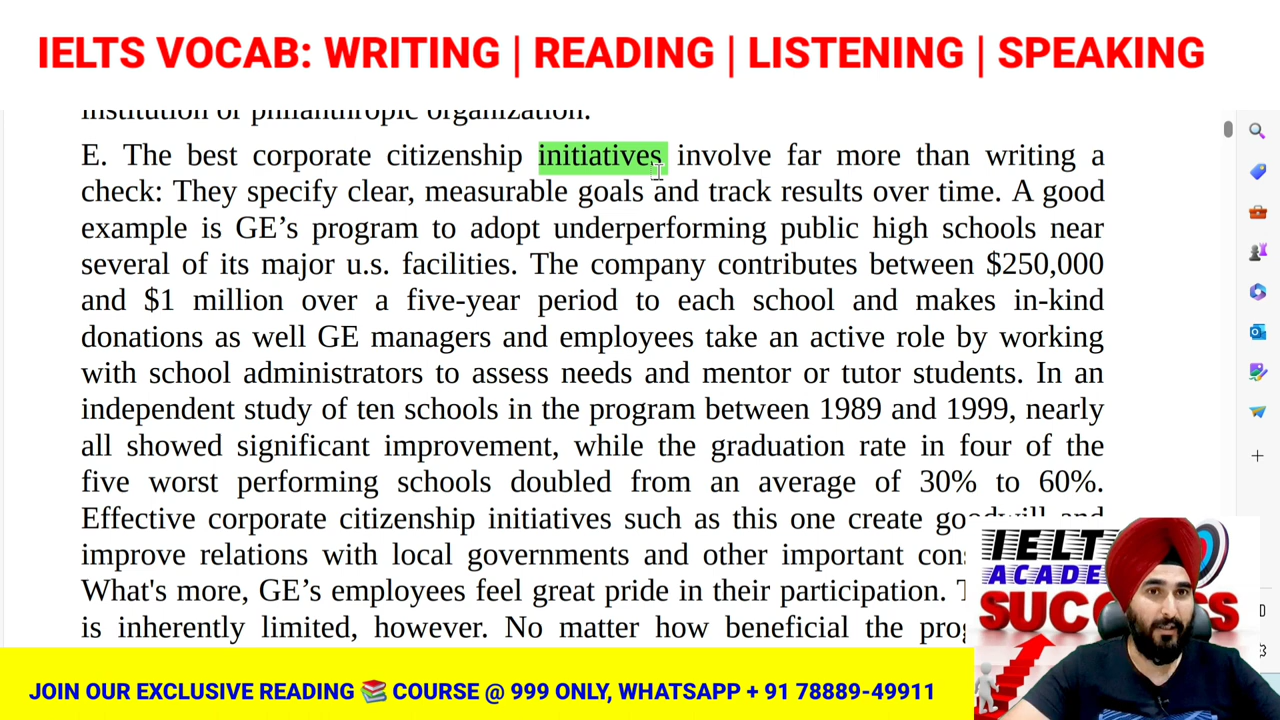 IELTS VOCAB: WRITING | READING | LISTENING | SPEAKING
institution or philanthropic organization.
E. The best corporate citizenship initiatives involve far more than writing a
check: They specify clear, measurable goals and track results over time. A good
example is GE’s program to adopt underperforming public high schools near
several of its major u.s. facilities. The company contributes between $250,000
and $1 million over a five-year period to each school and makes in-kind
donations as well GE managers and employees take an active role by working
with school administrators to assess needs and mentor or tutor students. In an
independent study of ten schools in the program between 1989 and 1999, nearly
all showed significant improvement, while the graduation rate in four of the
five worst performing schools doubled from an average of 30% to 60%.
Effective corporate citizenship initiatives such as this one create goodwill and
improve relations with local governments and other important
What's more, GE’s employees feel great pride in their participation.
is inherently limited, however. No matter how beneficial the
IELT
ACADE
SUCCESS
JOIN OUR EXCLUSIVE READING 📚 COURSE @ 999 ONLY, WHATSAPP + 91 78889-49911